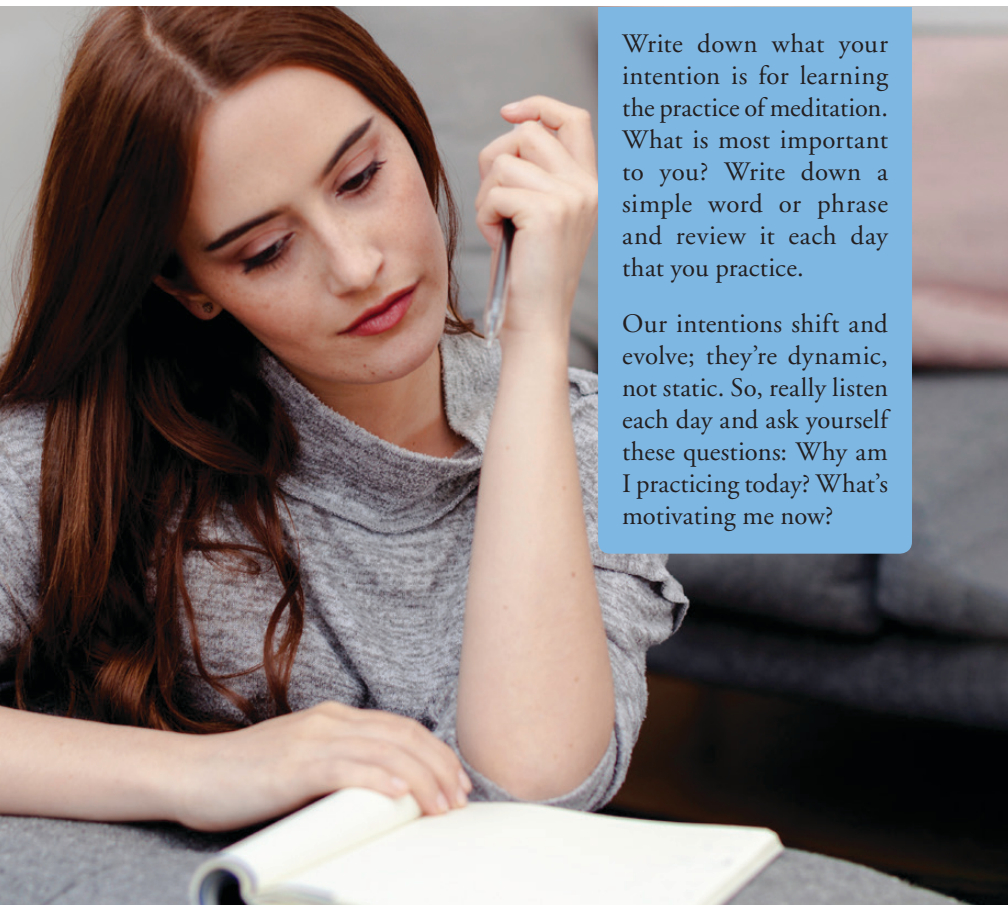 Write down what your
intention is for learning
the practice of meditation.
What is most important
to you? Write down a
simple word or phrase
and review it each day
that you practice.
Our intentions shift and
evolve; they’re dynamic,
not static. So, really listen
each day and ask yourself
these questions: Why am
I practicing today? What’s
motivating me now?